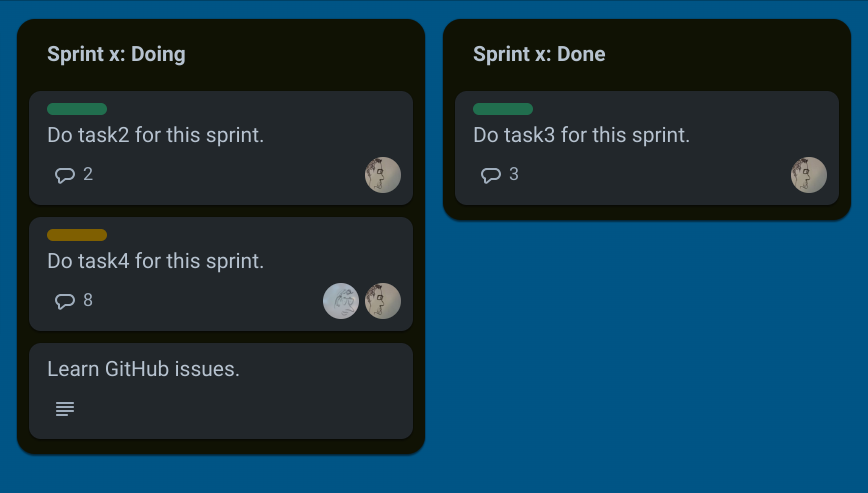 Sprint x: Doing
Do task2 for this sprint.
2
Do task4 for this sprint.
8
Learn GitHub issues.
Sprint x: Done
Do task3 for this sprint.
3